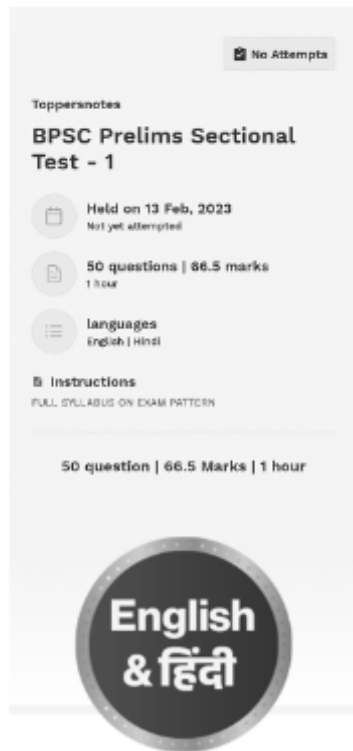 No Attempts
Toppersnotes
BPSC Prelims Sectional
Test - 1
Held on 13 Feb, 2023
Not yet attempted
50 questions | 66.5 marks
1 hour
languages
English | Hindi
Instructions
FULL SYLLABUS ON EXAM PATTERN
50 question | 66.5 Marks | 1 hour
English
& हिंदी